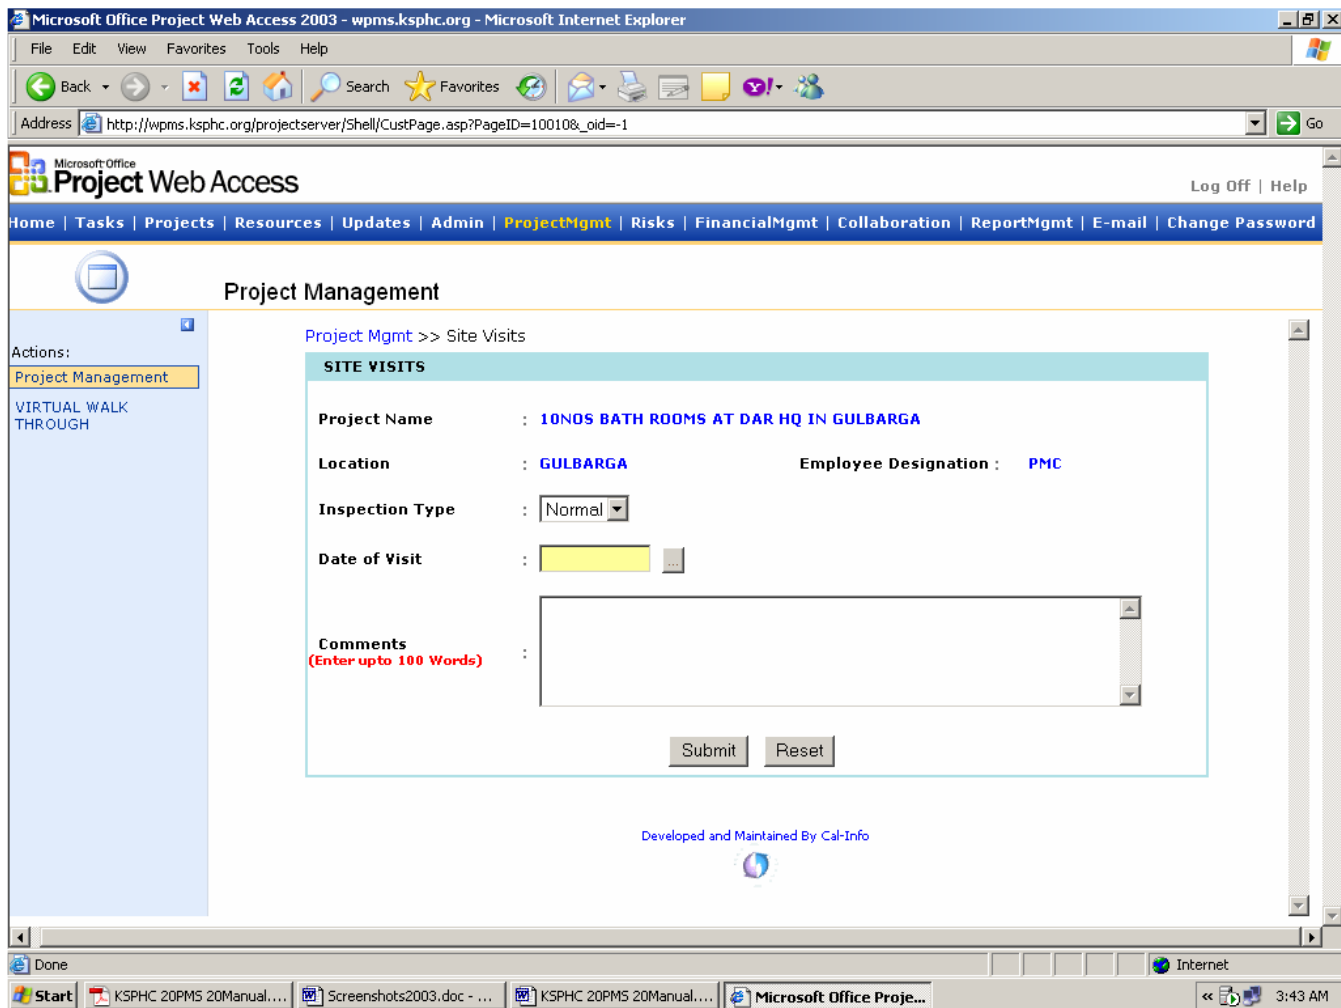 Microsoft Office Project Web Access 2003 - wpms.ksphc.org - Microsoft Internet Explorer
File Edit View Favorites Tools Help
Back Search Favorites
Address http://wpms.ksphc.org/projectserver/Shell/CustPage.asp?PageID=10010&_oid=-1 Go
Microsoft Office
Project Web Access
Log Off | Help
Home | Tasks | Projects | Resources | Updates | Admin | ProjectMgmt | Risks | FinancialMgmt | Collaboration | ReportMgmt | E-mail | Change Password
Project Management
Actions:
Project Management
VIRTUAL WALK
THROUGH
Project Mgmt >> Site Visits
SITE VISITS
Project Name : 10NOS BATH ROOMS AT DAR HQ IN GULBARGA
Location : GULBARGA Employee Designation : PMC
Inspection Type : Normal
Date of Visit : ...
Comments :
(Enter upto 100 Words)
Submit Reset
Developed and Maintained By Cal-Info
Done Internet
Start KSPHC 20PMS 20Manual.... Screenshots2003.doc - ... KSPHC 20PMS 20Manual.... Microsoft Office Proje... « 3:43 AM